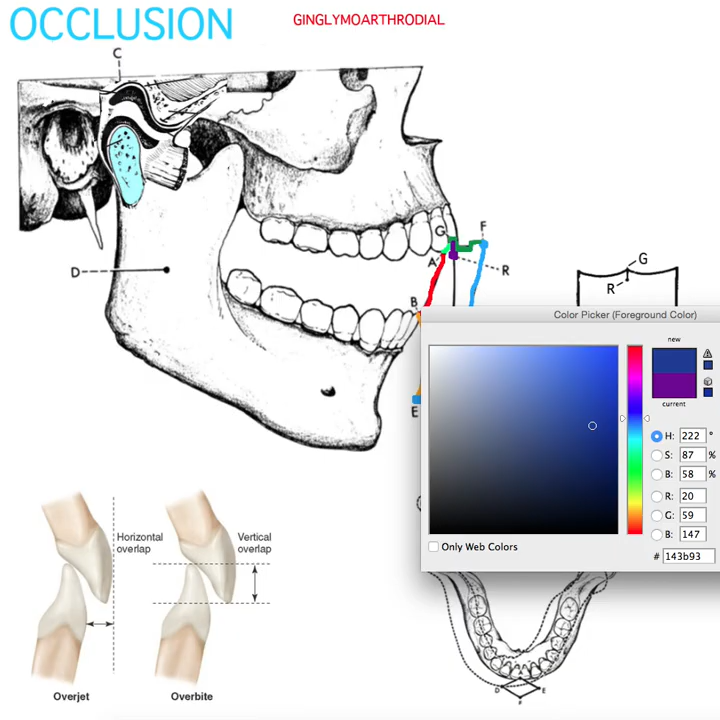 OCCLUSION
GINGLYMOARTHRODIAL
C
G
F
A
R
D
B
E
G
R
Color Picker (Foreground Color)
new
current
H: 222 °
S: 87 %
B: 58 %
R: 20
G: 59
B: 147
Only Web Colors
# 143b93
Horizontal
overlap
Vertical
overlap
Overjet
Overbite
A
D
E
F